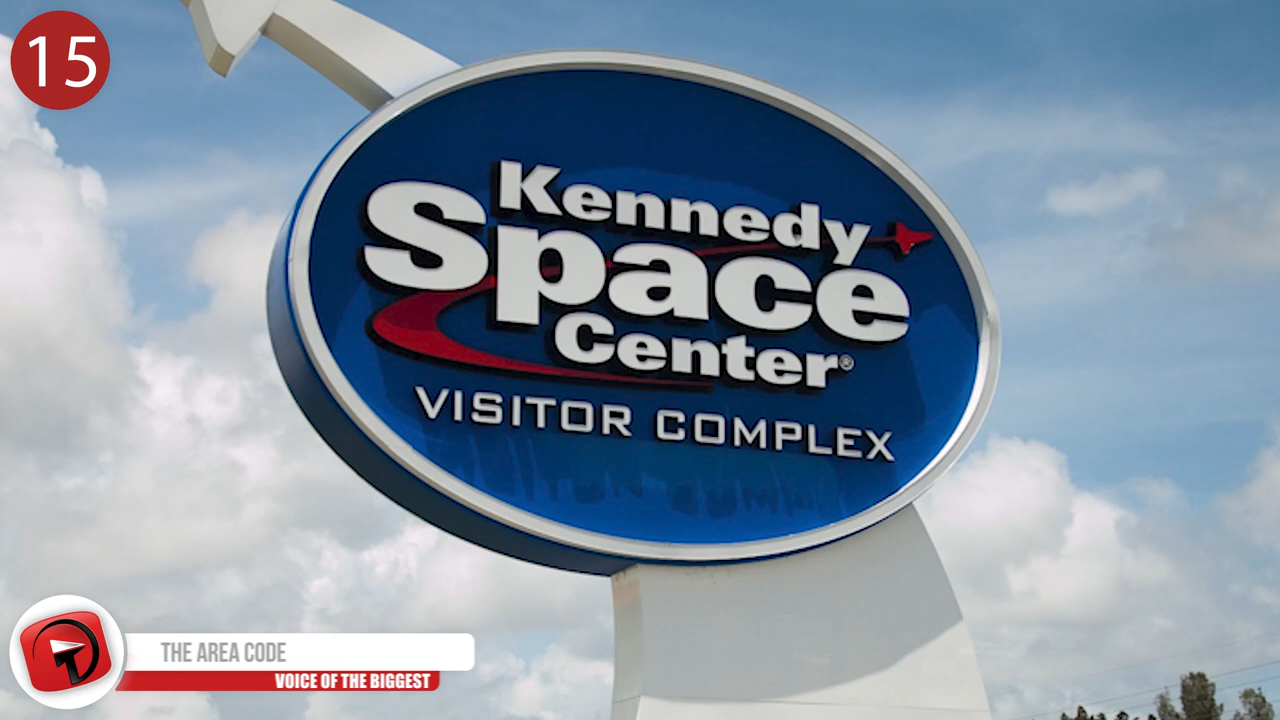 15
Kennedy
Space
Center®
VISITOR COMPLEX
THE AREA CODE
VOICE OF THE BIGGEST